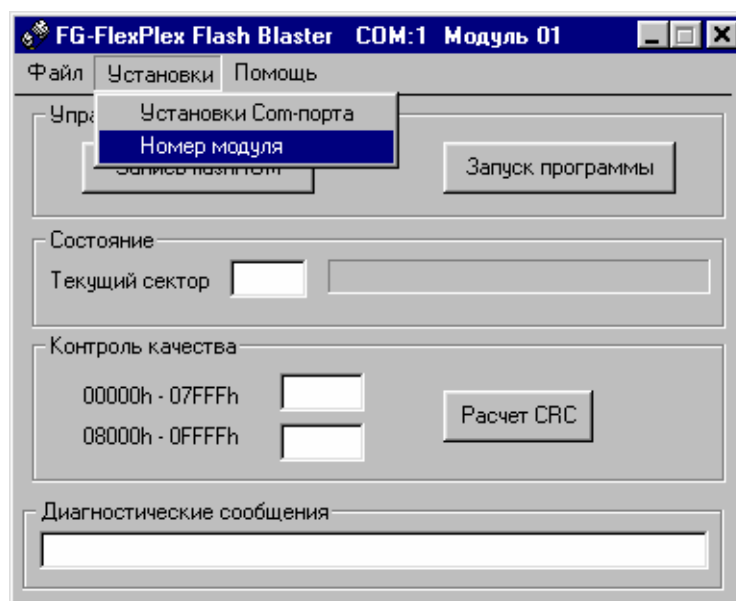 FG-FlexPlex Flash Blaster COM:1 Модуль 01
Файл Установки Помощь
Установки Com-порта
Номер модуля
Запуск программы
Состояние
Текущий сектор
Контроль качества
00000h - 07FFFh
08000h - 0FFFFh
Расчет CRC
Диагностические сообщения